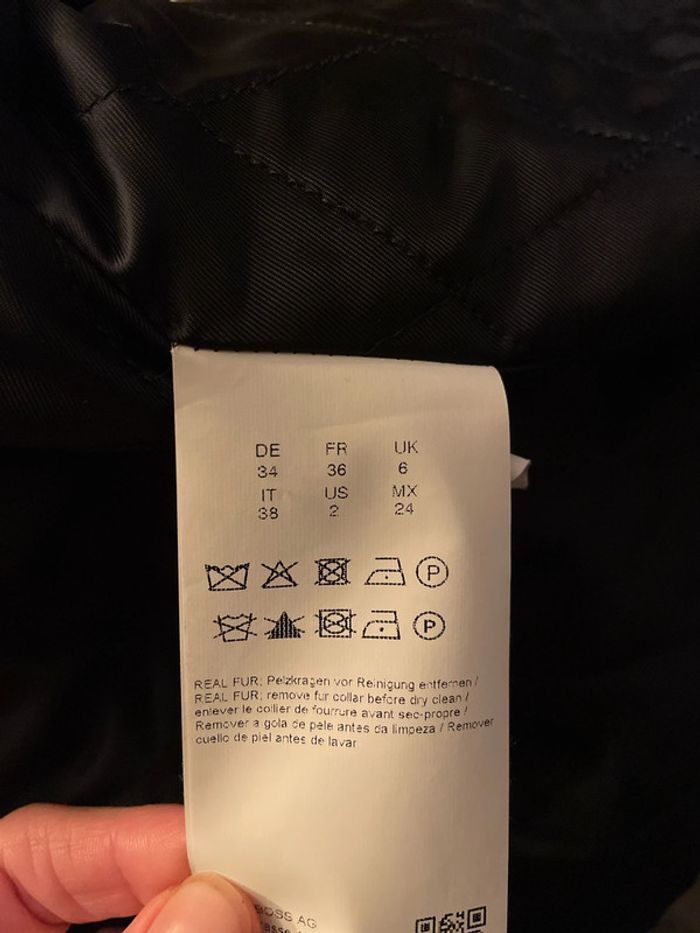 DE FR UK
34 36 6
IT US MX
38 2 24
P
P
REAL FUR: Pelzkragen vor Reinigung entfernen /
REAL FUR: remove fur collar before dry clean /
enlever le collier de fourrure avant sec-propre /
Remover a gola de pele antes da limpeza / Remover
cuello de piel antes de lavar
BOSS AG